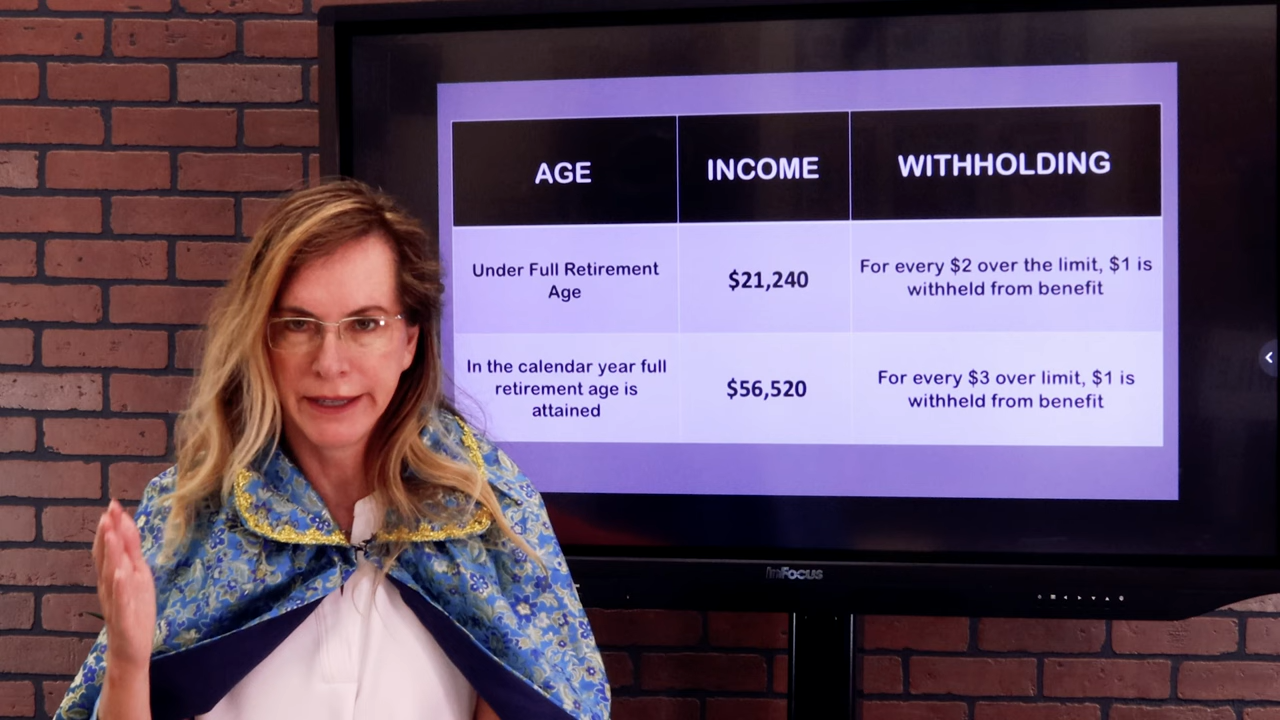 AGE
INCOME
WITHHOLDING
Under Full Retirement
Age
$21,240
For every $2 over the limit, $1 is
withheld from benefit
In the calendar year full
retirement age is
attained
$56,520
For every $3 over limit, $1 is
withheld from benefit
InFocus